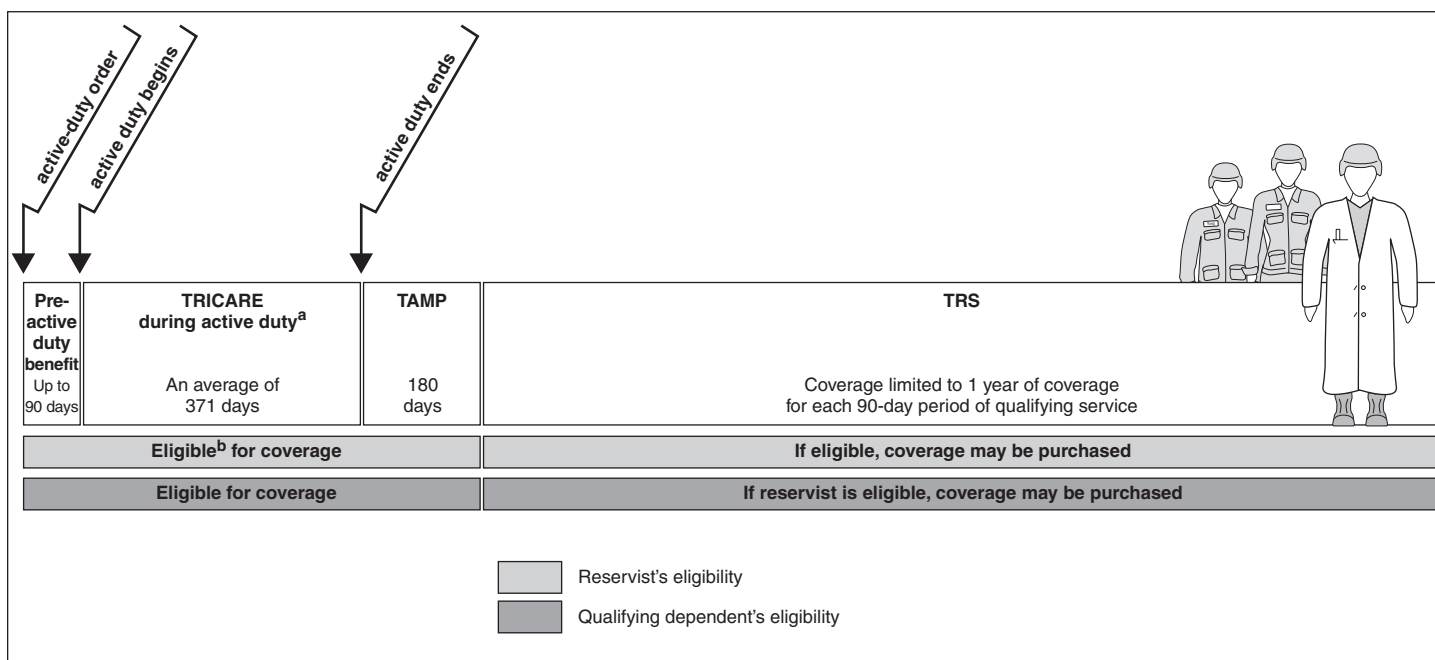 active-duty order
active duty begins
active duty ends
Pre-
active
duty
benefit
Up to
90 days
TRICARE
during active dutyᵃ
An average of
371 days
TAMP
180
days
TRS
Coverage limited to 1 year of coverage
for each 90-day period of qualifying service
Eligibleᵇ for coverage
If eligible, coverage may be purchased
Eligible for coverage
If reservist is eligible, coverage may be purchased
Reservist’s eligibility
Qualifying dependent’s eligibility